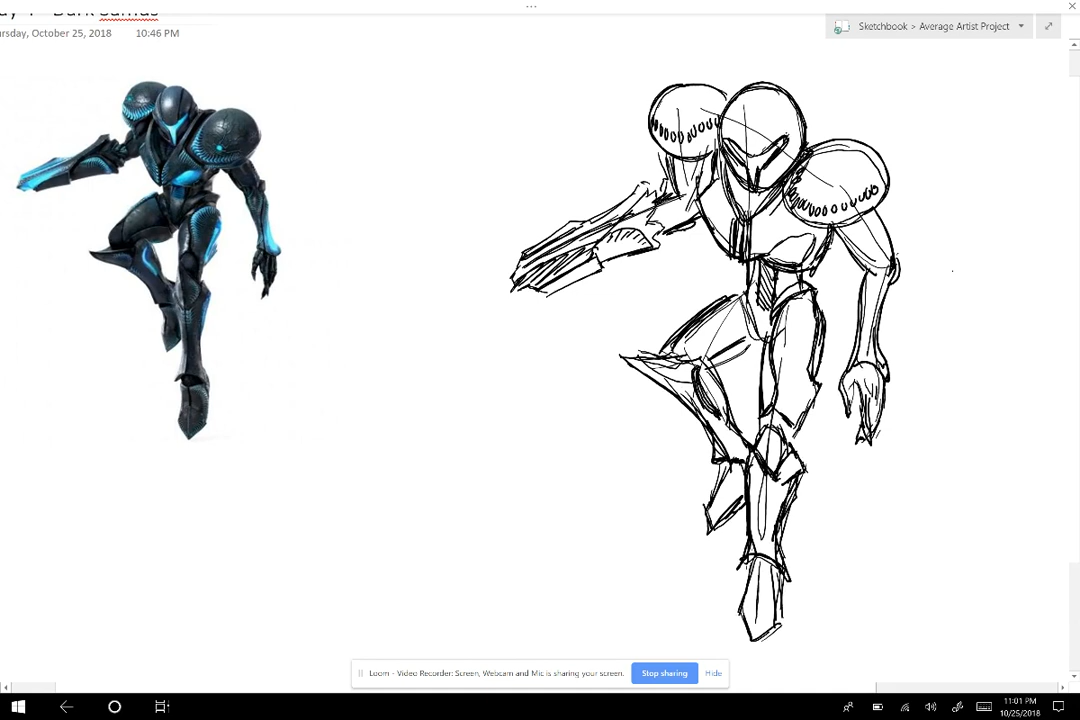 rsday, October 25, 2018 10:46 PM
Sketchbook > Average Artist Project
Loom - Video Recorder: Screen, Webcam and Mic is sharing your screen.
Stop sharing
Hide
11:01 PM
10/25/2018